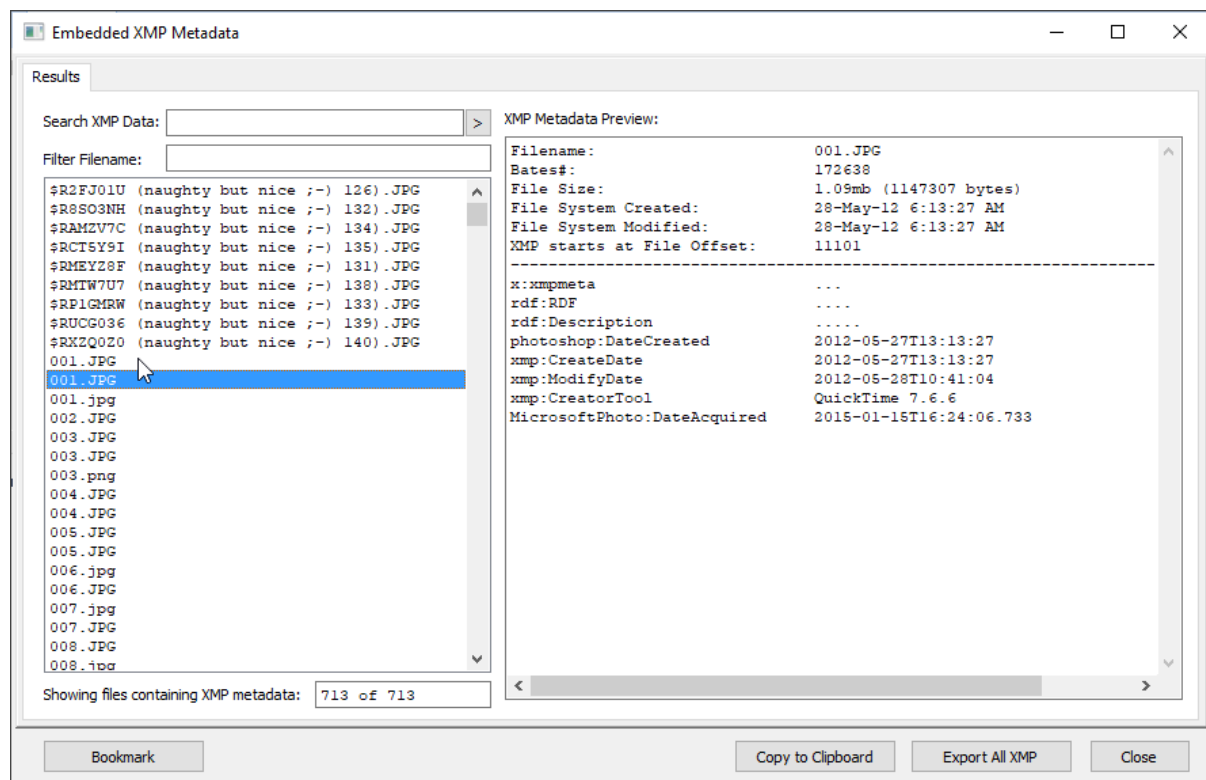 Embedded XMP Metadata
Results
Search XMP Data:
>
Filter Filename:
$R2FJ01U (naughty but nice ;-) 126).JPG
$R8SO3NH (naughty but nice ;-) 132).JPG
$RAMZV7C (naughty but nice ;-) 134).JPG
$RCT5Y9I (naughty but nice ;-) 135).JPG
$RMEYZ8F (naughty but nice ;-) 131).JPG
$RMTW7U7 (naughty but nice ;-) 138).JPG
$RP1GMRW (naughty but nice ;-) 133).JPG
$RUCG036 (naughty but nice ;-) 139).JPG
$RXZQ0Z0 (naughty but nice ;-) 140).JPG
001.JPG
001.JPG
001.jpg
002.JPG
003.JPG
003.JPG
003.png
004.JPG
004.JPG
005.JPG
005.JPG
006.jpg
006.JPG
007.jpg
007.JPG
008.JPG
008.jpg
Showing files containing XMP metadata: 713 of 713
XMP Metadata Preview:
Filename: 001.JPG
Bates#: 172638
File Size: 1.09mb (1147307 bytes)
File System Created: 28-May-12 6:13:27 AM
File System Modified: 28-May-12 6:13:27 AM
XMP starts at File Offset: 11101
----------------------------------------------------------------------
x:xmpmeta ...
rdf:RDF ....
rdf:Description .....
photoshop:DateCreated 2012-05-27T13:13:27
xmp:CreateDate 2012-05-27T13:13:27
xmp:ModifyDate 2012-05-28T10:41:04
xmp:CreatorTool QuickTime 7.6.6
MicrosoftPhoto:DateAcquired 2015-01-15T16:24:06.733
Bookmark
Copy to Clipboard
Export All XMP
Close